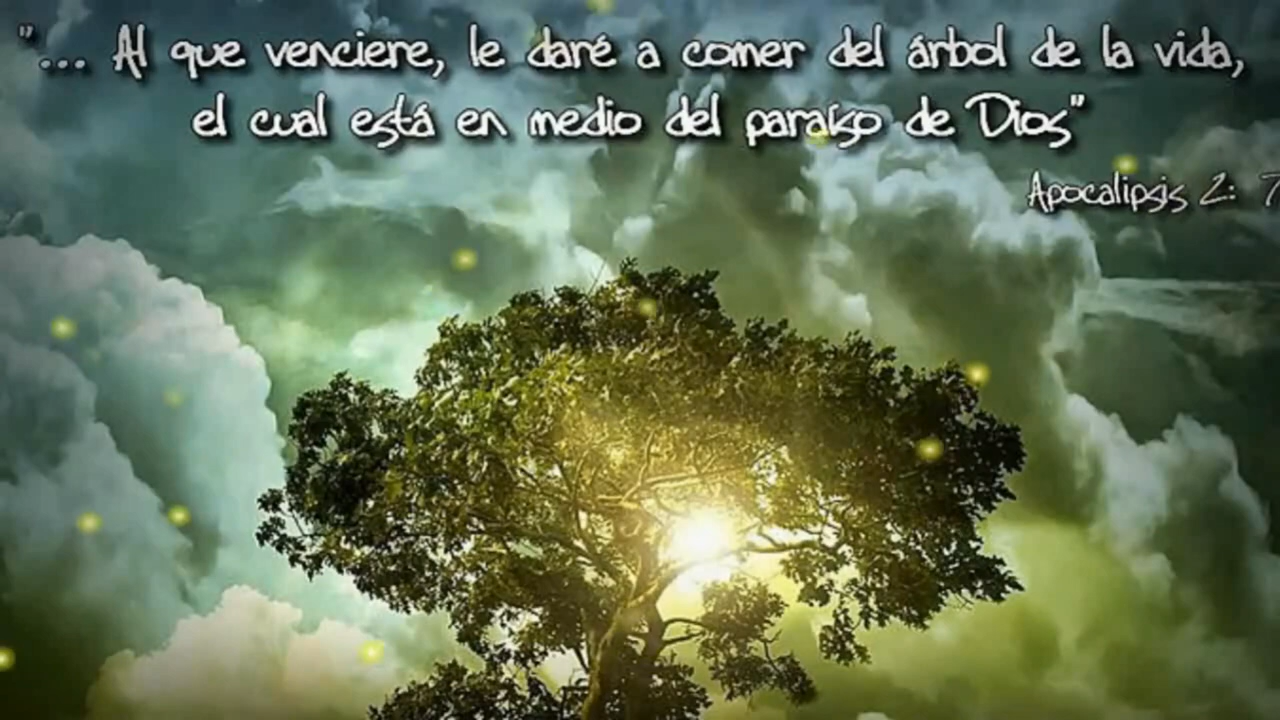 "... Al que venciere, le daré a comer del árbol de la vida,
el cual está en medio del paraíso de Dios"
Apocalipsis 2: 7